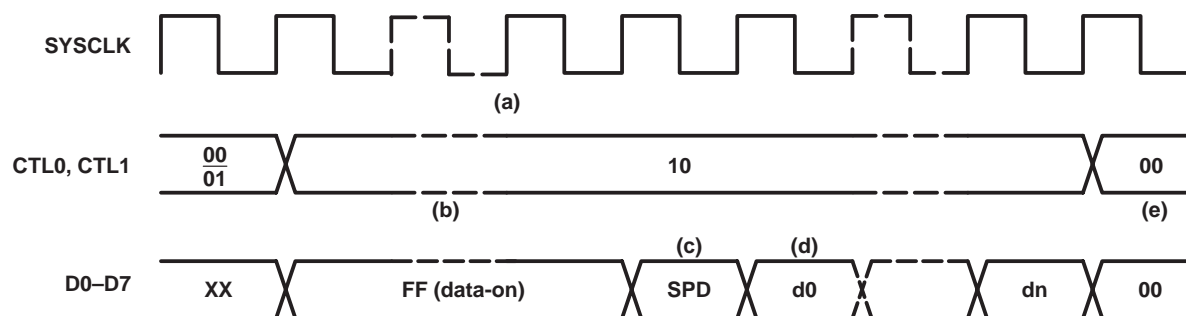 SYSCLK
(a)
CTL0, CTL1
00
01
10
00
(b)
(e)
(c)
(d)
D0–D7
XX
FF (data-on)
SPD
d0
dn
00